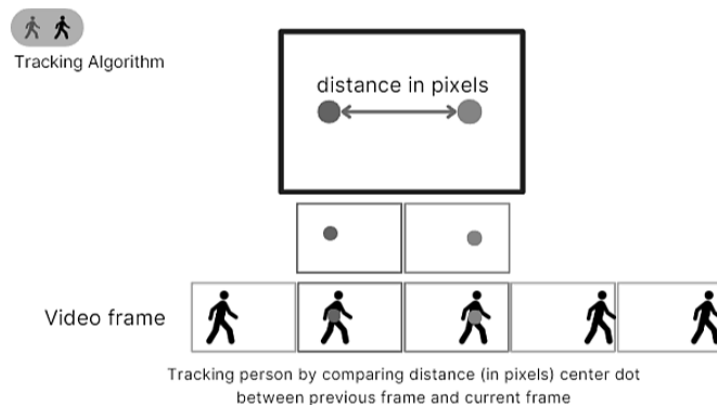 Tracking Algorithm
distance in pixels
Video frame
Tracking person by comparing distance (in pixels) center dot
between previous frame and current frame